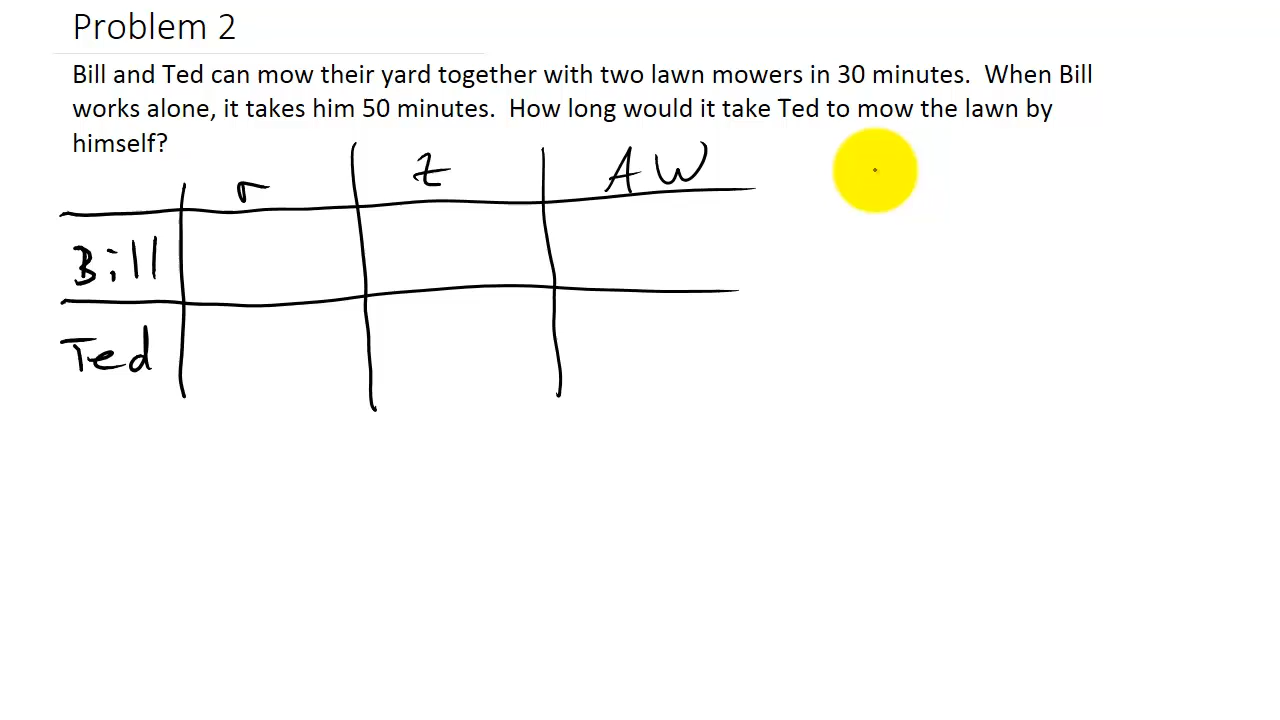 Problem 2
Bill and Ted can mow their yard together with two lawn mowers in 30 minutes.  When Bill
works alone, it takes him 50 minutes.  How long would it take Ted to mow the lawn by
himself?
r t AW
Bill
Ted